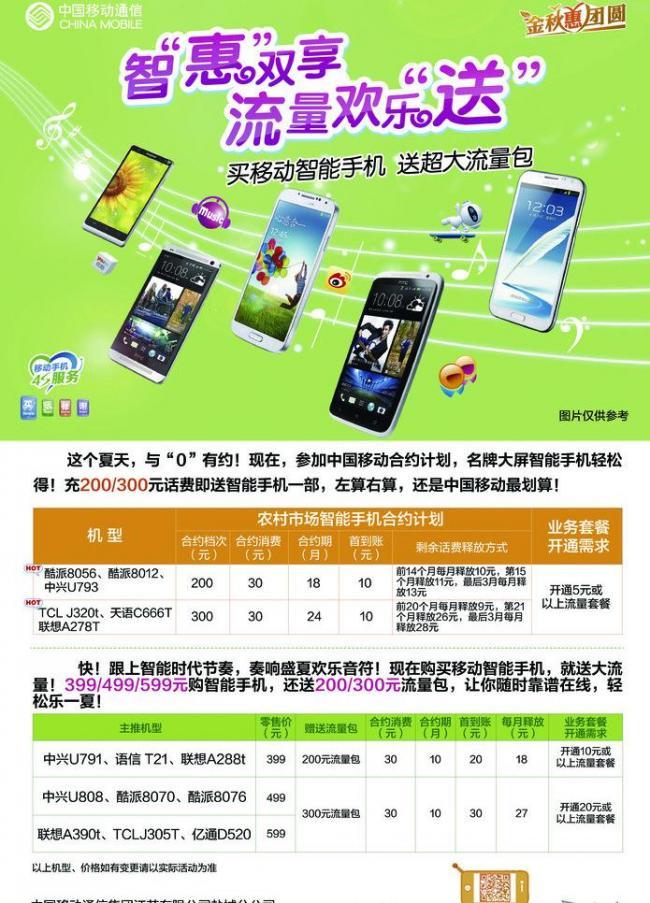 中国移动通信
CHINA MOBILE
金秋惠团圆
智“惠”双享
流量欢乐“送”
买移动智能手机 送超大流量包
music
12:03
12:45
10:08
10:08
移动手机
4S服务
图片仅供参考
这个夏天，与“0”有约！现在，参加中国移动合约计划，名牌大屏智能手机轻松
得！充200/300元话费即送智能手机一部，左算右算，还是中国移动最划算！
机 型
农村市场智能手机合约计划
业务套餐
开通需求
合约档次
（元）
合约消费
（元）
合约期
（月）
首到账
（元）
剩余话费释放方式
HOT
酷派8056、酷派8012、
中兴U793
200
30
18
10
前14个月每月释放10元，第15
个月释放11元，最后3月每月释
放13元
开通5元或
以上流量套餐
HOT
TCL J320t、天语C666T
联想A278T
300
30
24
10
前20个月每月释放9元，第21
个月释放26元，最后3月每月
释放28元
快！跟上智能时代节奏，奏响盛夏欢乐音符！现在购买移动智能手机，就送大流
量！399/499/599元购智能手机，还送200/300元流量包，让你随时靠谱在线，轻
松乐一夏！
主推机型
零售价
（元）
赠送流量包
合约消费
（元）
合约期
（月）
首到账
（元）
每月释放
（元）
业务套餐
开通需求
中兴U791、语信 T21、联想A288t
399
200元流量包
30
10
20
18
开通10元或
以上流量套餐
中兴U808、酷派8070、酷派8076
499
300元流量包
30
10
30
27
开通20元或
以上流量套餐
联想A390t、TCLJ305T、亿通D520
599
以上机型、价格如有变更请以实际活动为准
中国移动通信集团江苏有限公司盐城分公司